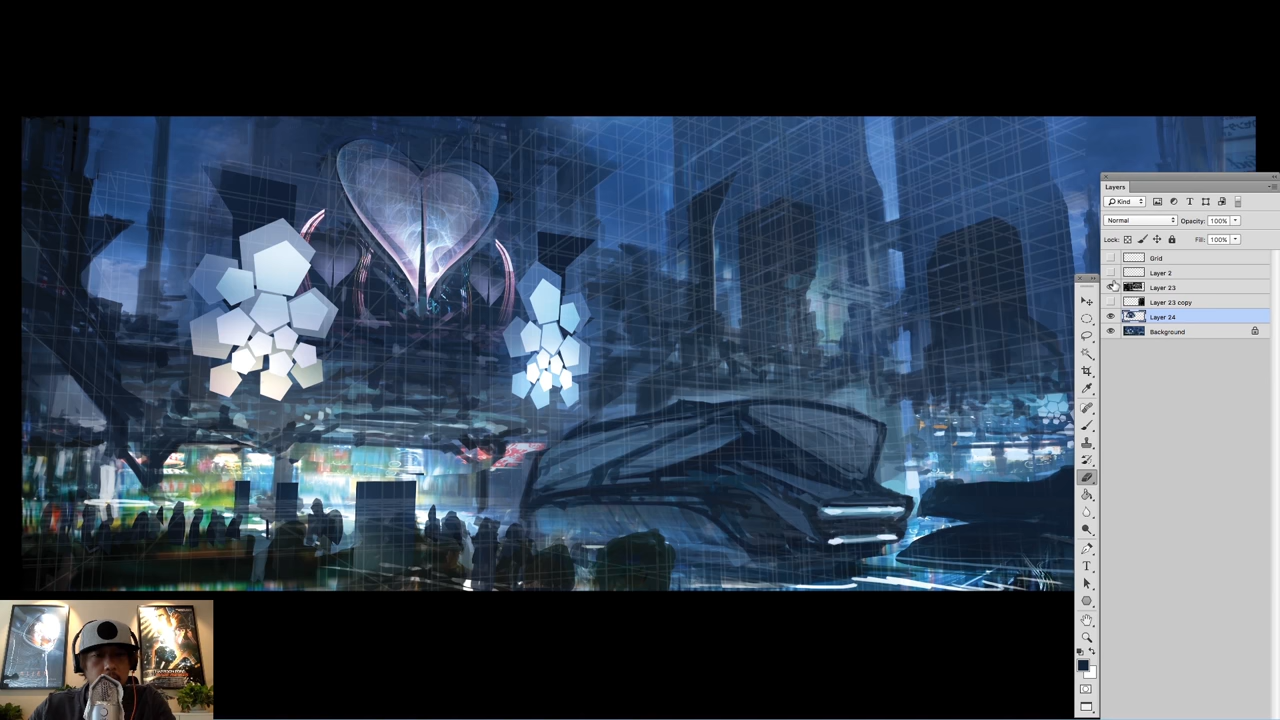 Layers
Kind
Normal
Opacity: 100%
Lock:
Fill: 100%
Grid
Layer 2
Layer 23
Layer 23 copy
Layer 24
Background